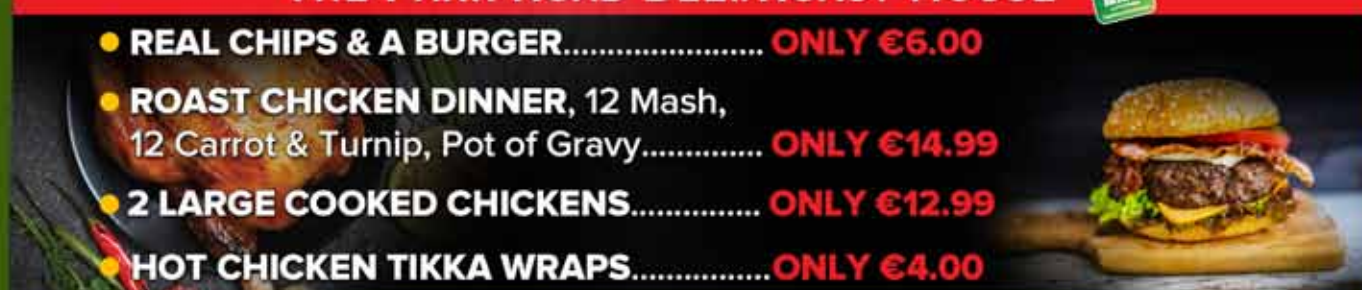 REAL CHIPS & A BURGER...................... ONLY €6.00
ROAST CHICKEN DINNER, 12 Mash,
12 Carrot & Turnip, Pot of Gravy.............. ONLY €14.99
2 LARGE COOKED CHICKENS............... ONLY €12.99
HOT CHICKEN TIKKA WRAPS................ONLY €4.00